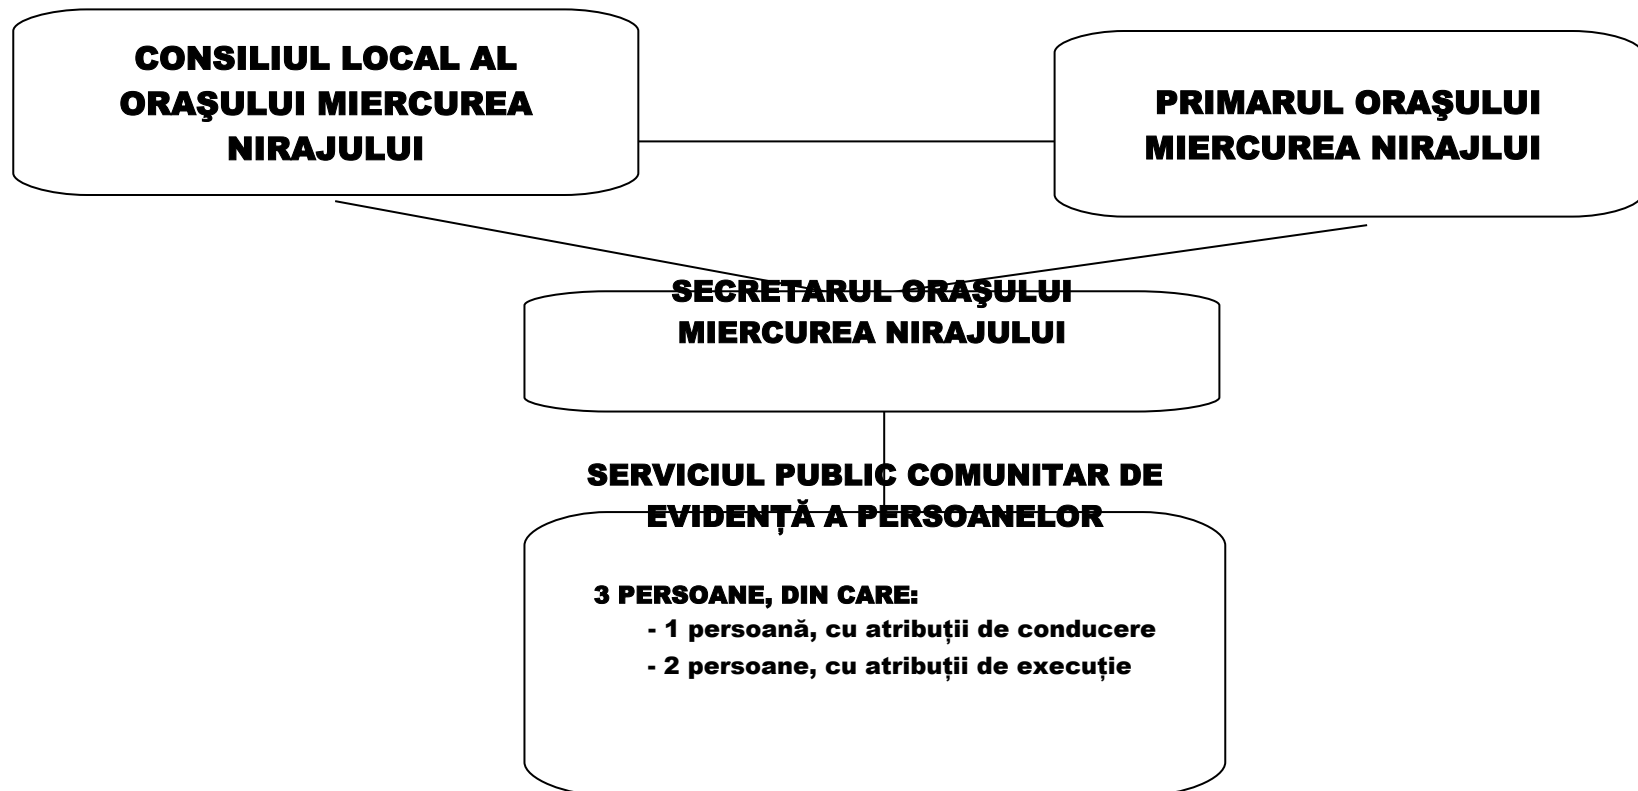 CONSILIUL LOCAL AL
ORAŞULUI MIERCUREA
NIRAJULUI
PRIMARUL ORAŞULUI
MIERCUREA NIRAJLUI
SECRETARUL ORAŞULUI
MIERCUREA NIRAJULUI
SERVICIUL PUBLIC COMUNITAR DE
EVIDENȚĂ A PERSOANELOR
3 PERSOANE, DIN CARE:
- 1 persoană, cu atribuții de conducere
- 2 persoane, cu atribuții de execuție